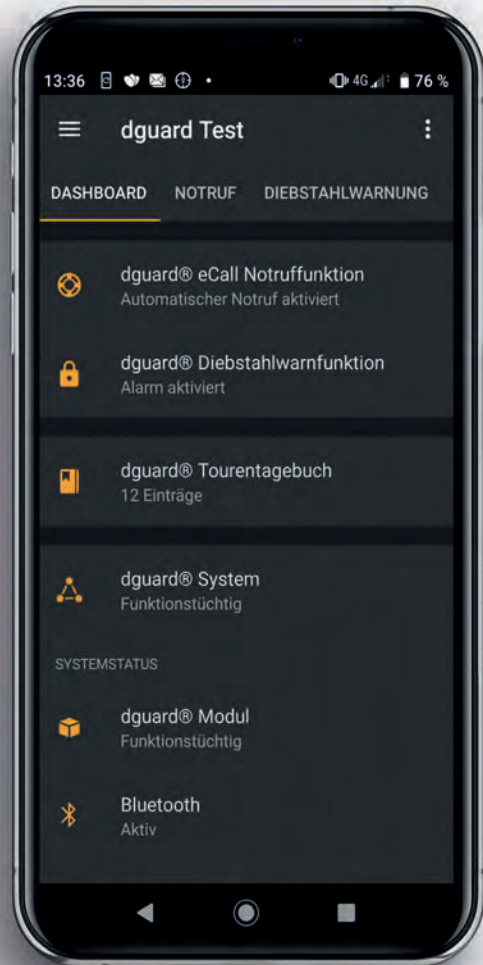 13:36
4G
76 %
dguard Test
DASHBOARD
NOTRUF
DIEBSTAHLWARNUNG
dguard® eCall Notruffunktion
Automatischer Notruf aktiviert
dguard® Diebstahlwarnfunktion
Alarm aktiviert
dguard® Tourentagebuch
12 Einträge
dguard® System
Funktionstüchtig
SYSTEMSTATUS
dguard® Modul
Funktionstüchtig
Bluetooth
Aktiv